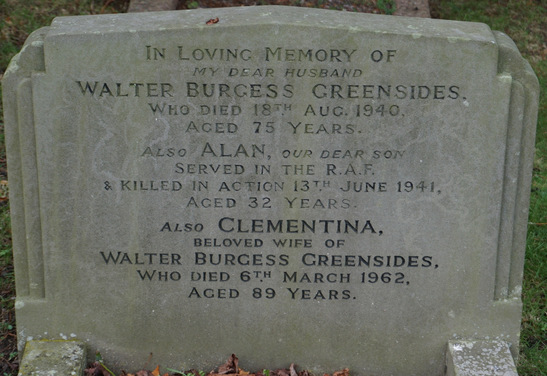 IN LOVING MEMORY OF
MY DEAR HUSBAND
WALTER BURGESS GREENSIDES.
WHO DIED 18TH, AUG. 1940,
AGED 75 YEARS.
ALSO ALAN, OUR DEAR SON
SERVED IN THE R.A.F.
& KILLED IN ACTION 13TH, JUNE 1941,
AGED 32 YEARS.
ALSO CLEMENTINA,
BELOVED WIFE OF
WALTER BURGESS GREENSIDES,
WHO DIED 6TH, MARCH 1962,
AGED 89 YEARS.